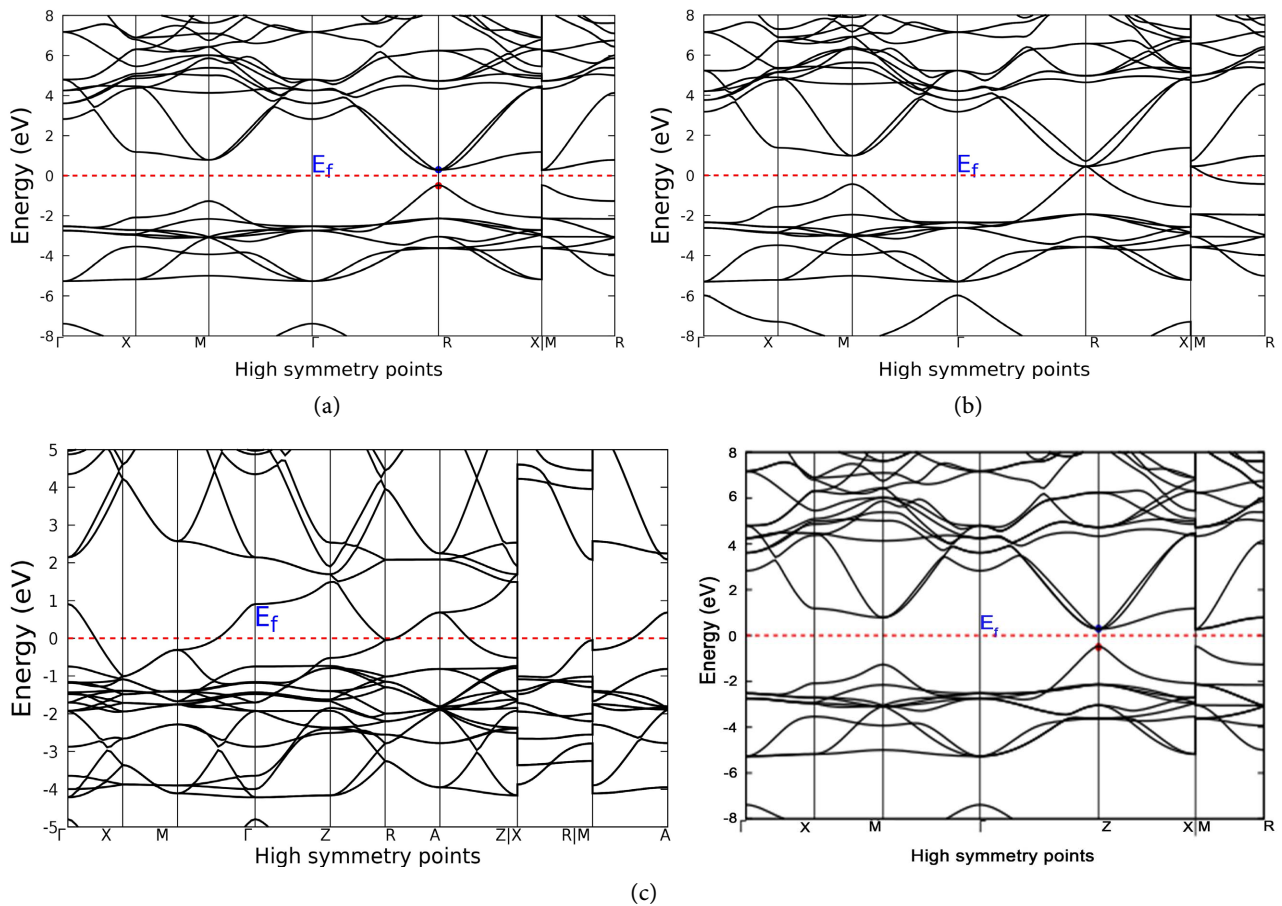 8
6
4
2
0
-2
-4
-6
-8
Energy (eV)
E_f
Γ X M Γ R X|M R
High symmetry points
(a)
8
6
4
2
0
-2
-4
-6
-8
Energy (eV)
E_f
Γ X M Γ R X|M R
High symmetry points
(b)
5
4
3
2
1
0
-1
-2
-3
-4
-5
Energy (eV)
E_f
Γ X M Γ Z R A Z|X R|M A
High symmetry points
8
6
4
2
0
-2
-4
-6
-8
Energy (eV)
E_f
Γ X M Γ Z X|M R
High symmetry points
(c)